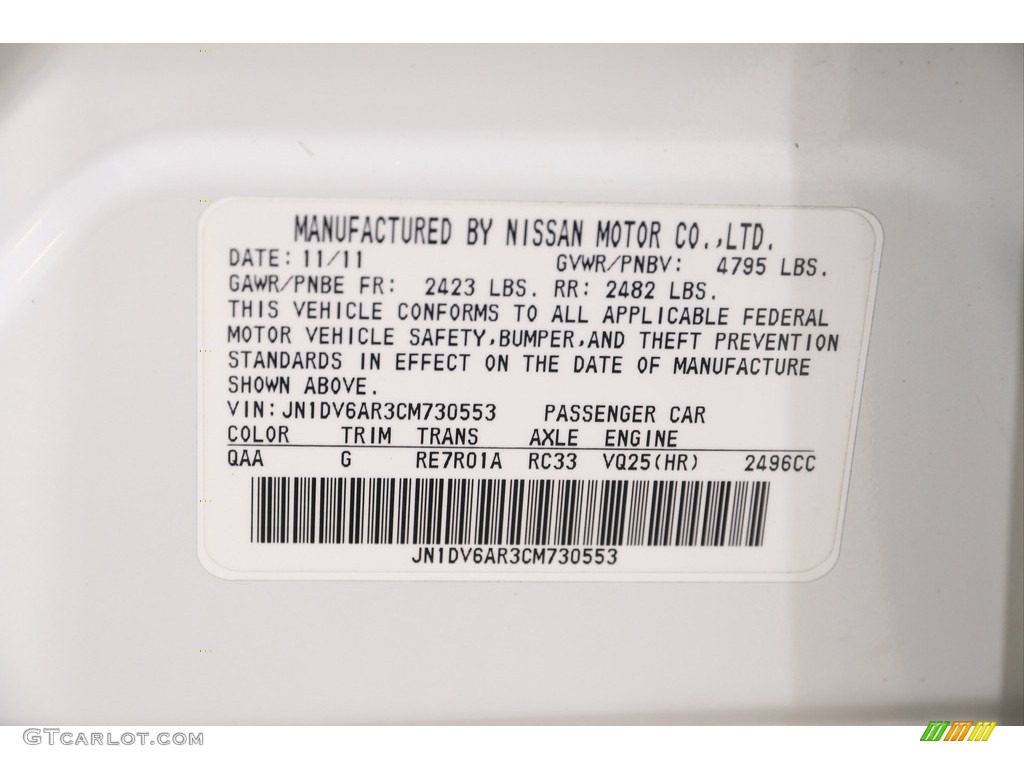 MANUFACTURED BY NISSAN MOTOR CO.,LTD.
DATE: 11/11 GVWR/PNBV: 4795 LBS.
GAWR/PNBE FR: 2423 LBS. RR: 2482 LBS.
THIS VEHICLE CONFORMS TO ALL APPLICABLE FEDERAL
MOTOR VEHICLE SAFETY,BUMPER,AND THEFT PREVENTION
STANDARDS IN EFFECT ON THE DATE OF MANUFACTURE
SHOWN ABOVE.
VIN: JN1DV6AR3CM730553 PASSENGER CAR
COLOR TRIM TRANS AXLE ENGINE
QAA G RE7R01A RC33 VQ25(HR) 2496CC
JN1DV6AR3CM730553
GTCARLOT.COM